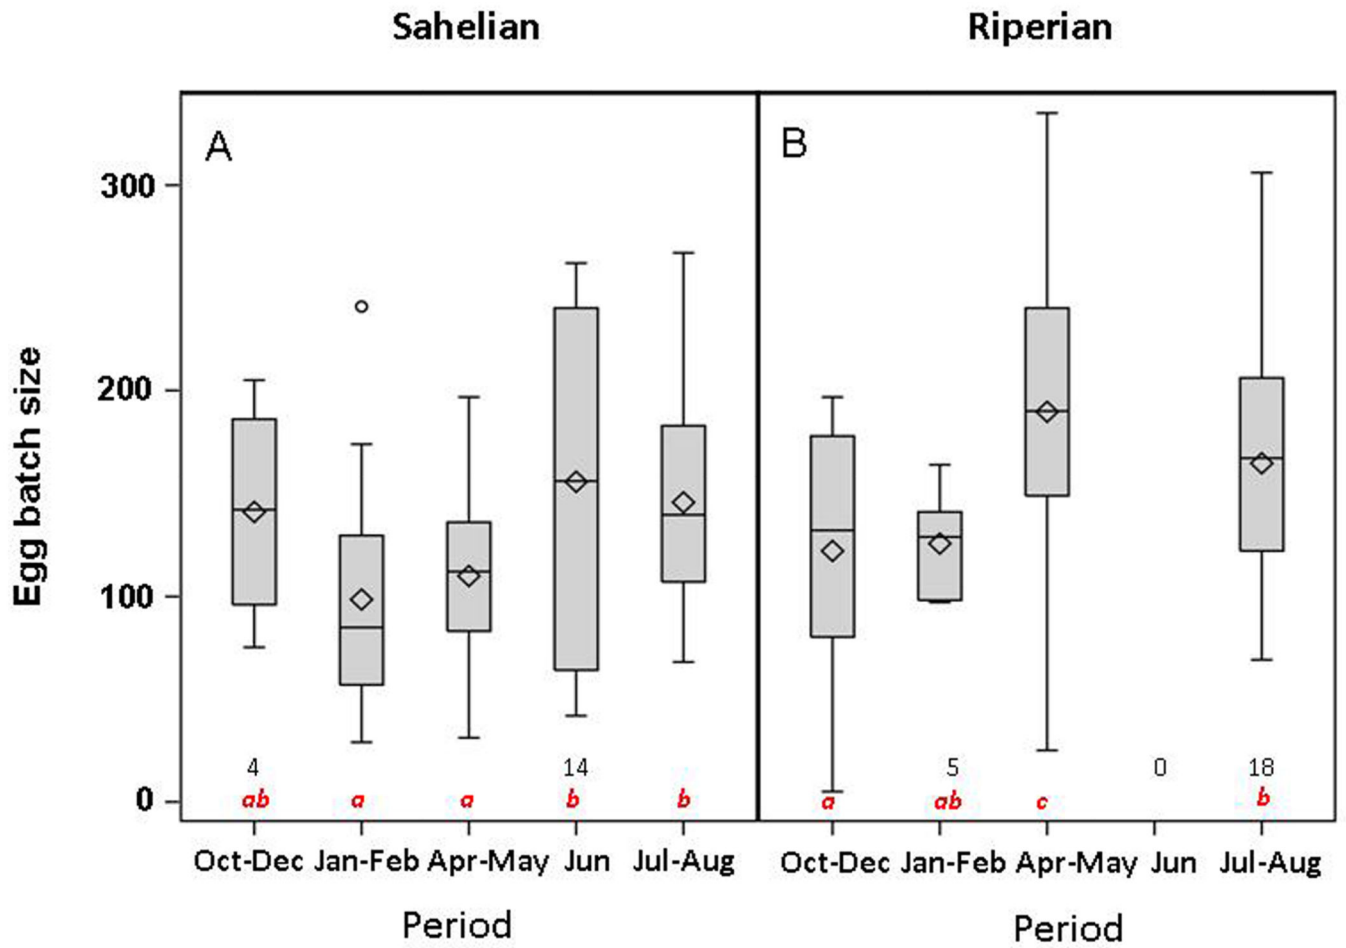 Sahelian
Riperian
A
B
Egg batch size
300
200
100
0
4
14
5
0
18
ab
a
a
b
b
a
ab
c
b
Oct-Dec Jan-Feb Apr-May Jun Jul-Aug
Oct-Dec Jan-Feb Apr-May Jun Jul-Aug
Period
Period